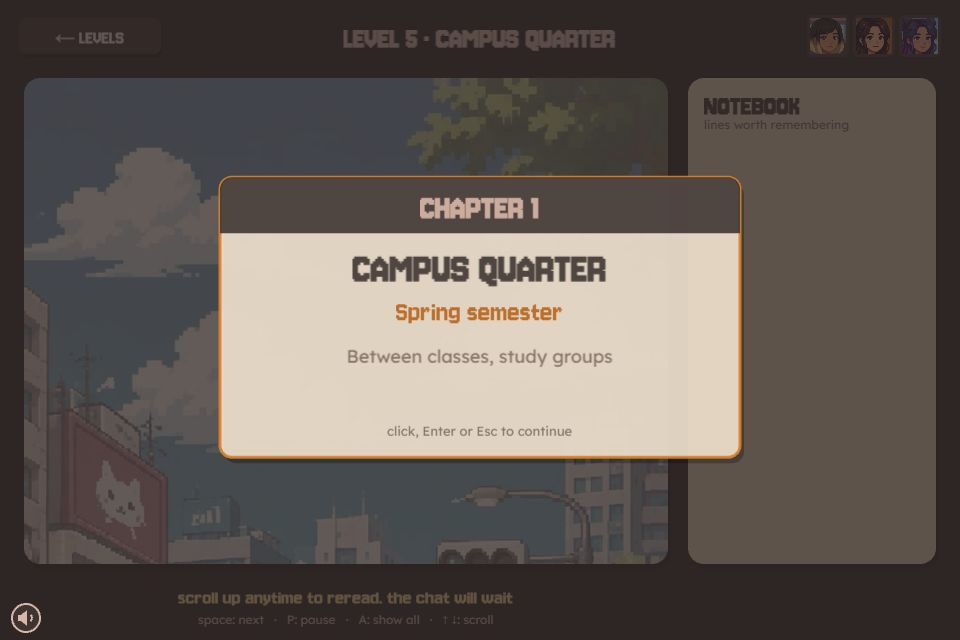 ← LEVELS
LEVEL 5 · CAMPUS QUARTER
NOTEBOOK
lines worth remembering
CHAPTER 1
CAMPUS QUARTER
Spring semester
Between classes, study groups
click, Enter or Esc to continue
scroll up anytime to reread. the chat will wait
space: next · P: pause · A: show all · ↑↓: scroll